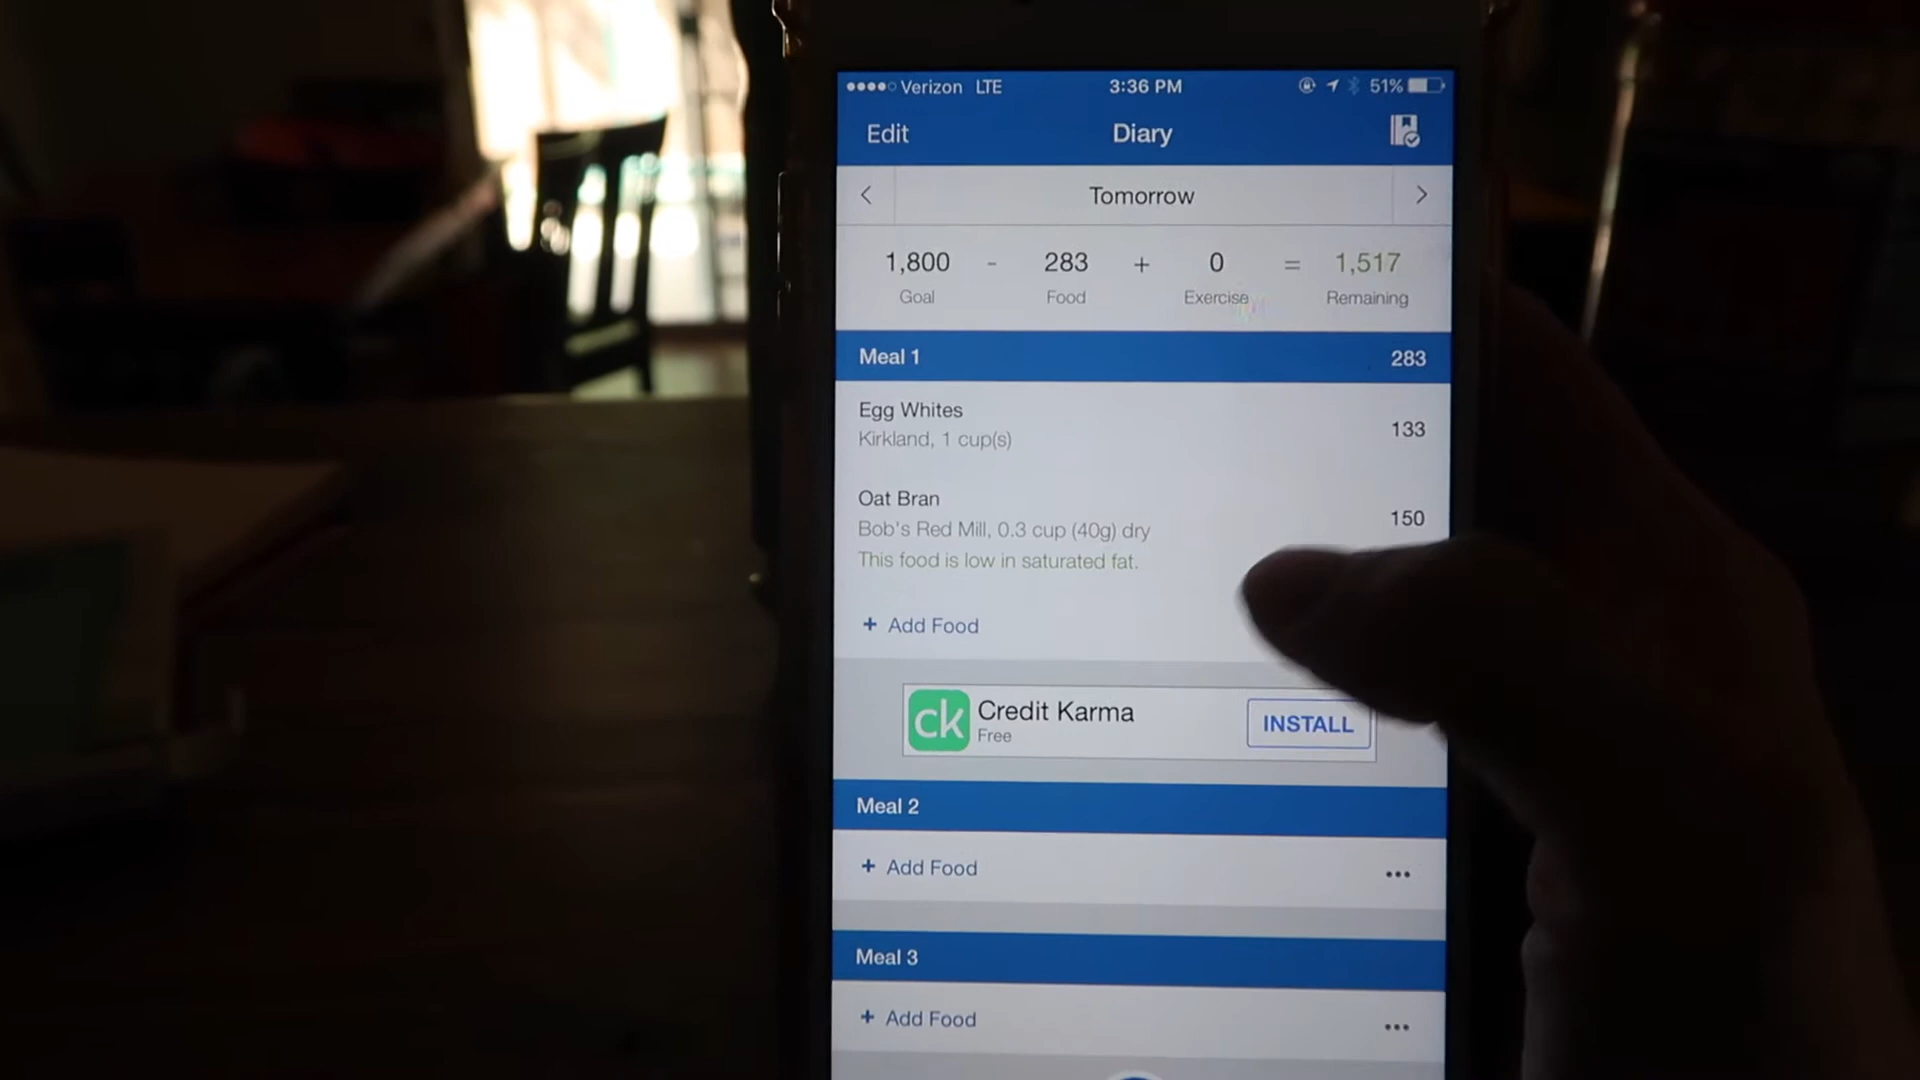 Verizon LTE 3:36 PM 51%
Edit Diary
Tomorrow
1,800 - 283 + 0 = 1,517
Goal Food Exercise Remaining
Meal 1 283
Egg Whites
Kirkland, 1 cup(s) 133
Oat Bran
Bob's Red Mill, 0.3 cup (40g) dry 150
This food is low in saturated fat.
+ Add Food
ck Credit Karma
Free INSTALL
Meal 2
+ Add Food
Meal 3
+ Add Food